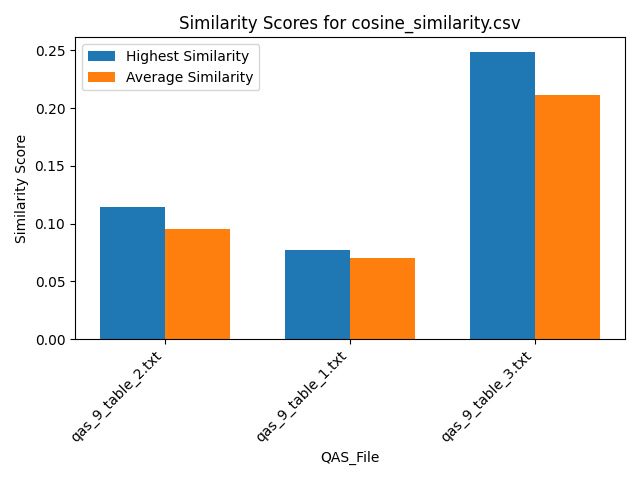 Similarity Scores for cosine_similarity.csv
Highest Similarity
Average Similarity
Similarity Score
0.25
0.20
0.15
0.10
0.05
0.00
qas_9_table_2.txt
qas_9_table_1.txt
qas_9_table_3.txt
QAS_File